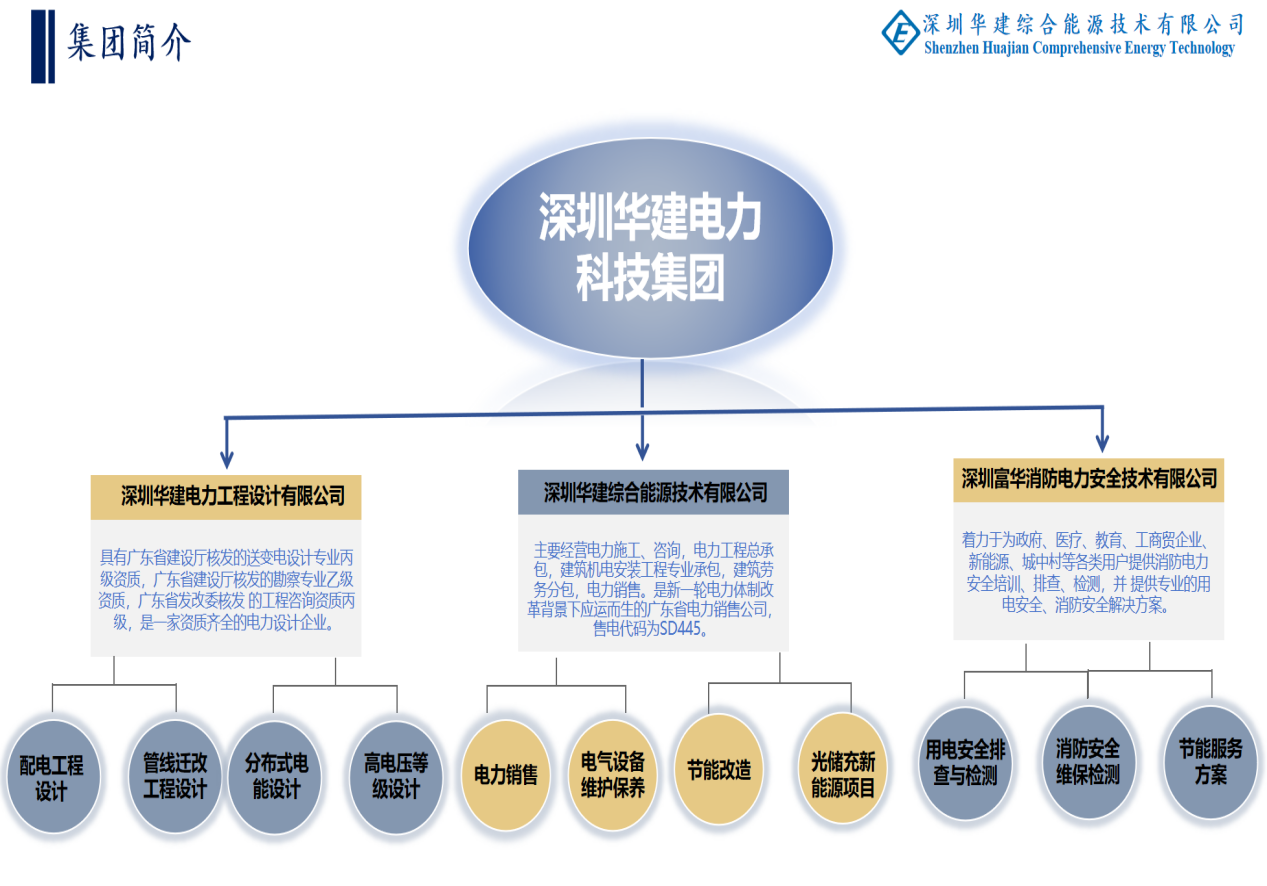 集团简介
深圳华建综合能源技术有限公司
Shenzhen Huajian Comprehensive Energy Technology
深圳华建电力
科技集团
深圳华建电力工程设计有限公司
具有广东省建设厅核发的送变电设计专业丙
级资质，广东省建设厅核发的勘察专业乙级
资质，广东省发改委核发 的工程咨询资质丙
级，是一家资质齐全的电力设计企业。
深圳华建综合能源技术有限公司
主要经营电力施工、咨询，电力工程总承
包，建筑机电安装工程专业承包，建筑劳
务分包，电力销售。是新一轮电力体制改
革背景下应运而生的广东省电力销售公司，
售电代码为SD445。
深圳富华消防电力安全技术有限公司
着力于为政府、医疗、教育、工商贸企业、
新能源、城中村等各类用户提供消防电力
安全培训、排查、检测，并 提供专业的用
电安全、消防安全解决方案。
配电工程
设计
管线迁改
工程设计
分布式电
能设计
高电压等
级设计
电力销售
电气设备
维护保养
节能改造
光储充新
能源项目
用电安全排
查与检测
消防安全
维保检测
节能服务
方案